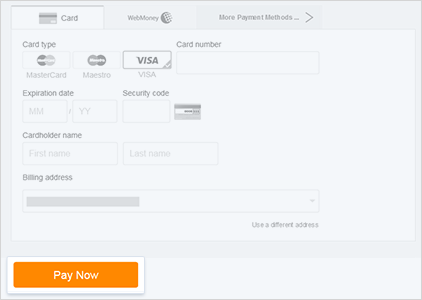 Card
WebMoney
More Payment Methods ...
Card type
Card number
VISA
MasterCard
Maestro
VISA
Expiration date
Security code
MM / YY
Cardholder name
First name
Last name
Billing address
Use a different address
Pay Now